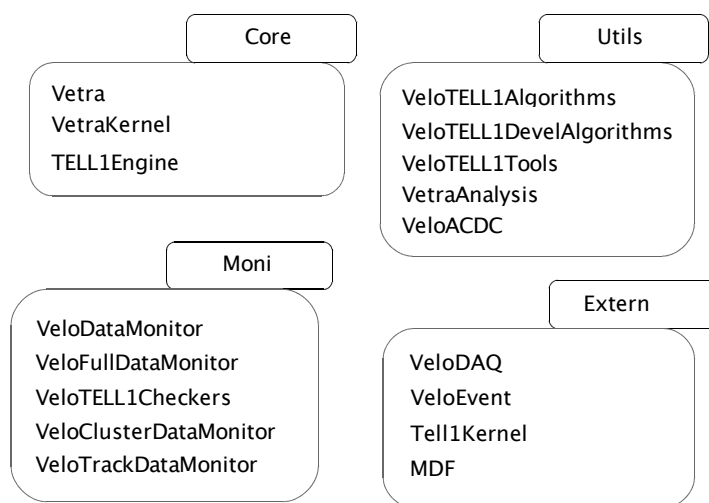 Core
Vetra
VetraKernel
TELL1Engine
Utils
VeloTELL1Algorithms
VeloTELL1DevelAlgorithms
VeloTELL1Tools
VetraAnalysis
VeloACDC
Moni
VeloDataMonitor
VeloFullDataMonitor
VeloTELL1Checkers
VeloClusterDataMonitor
VeloTrackDataMonitor
Extern
VeloDAQ
VeloEvent
Tell1Kernel
MDF